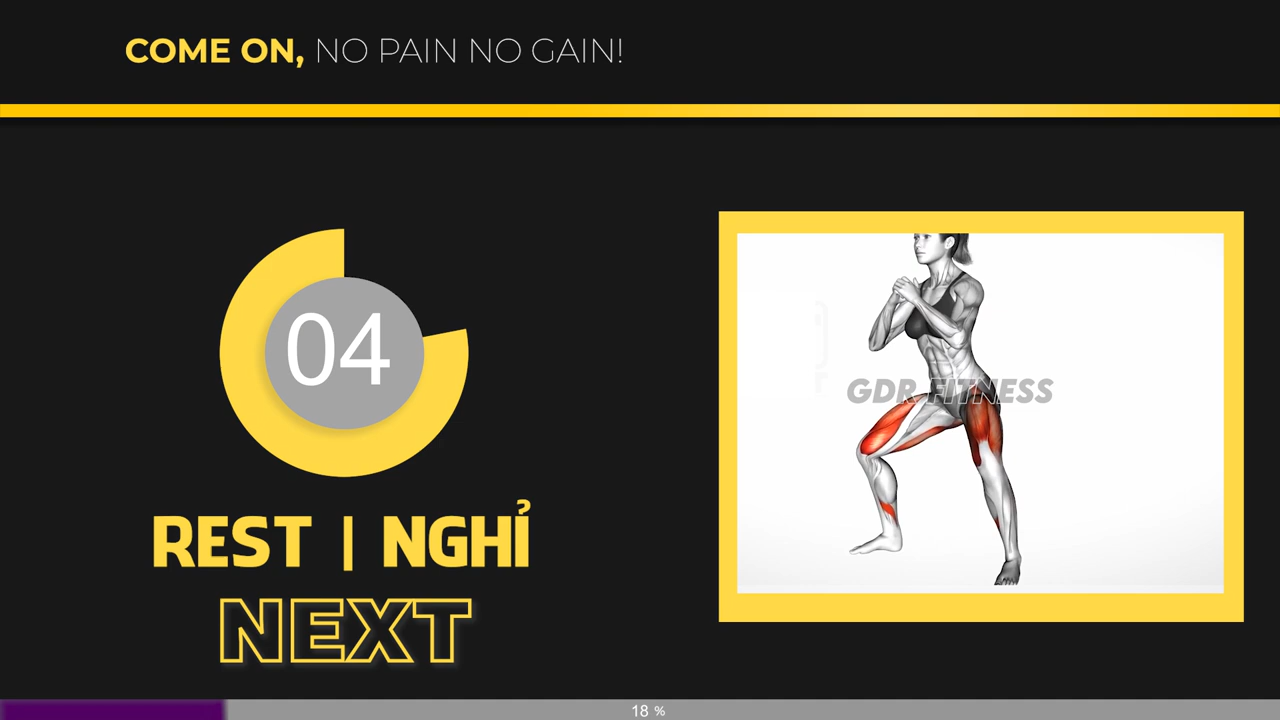 COME ON, NO PAIN NO GAIN!
04
GDR FITNESS
REST | NGHỈ
NEXT
18 %